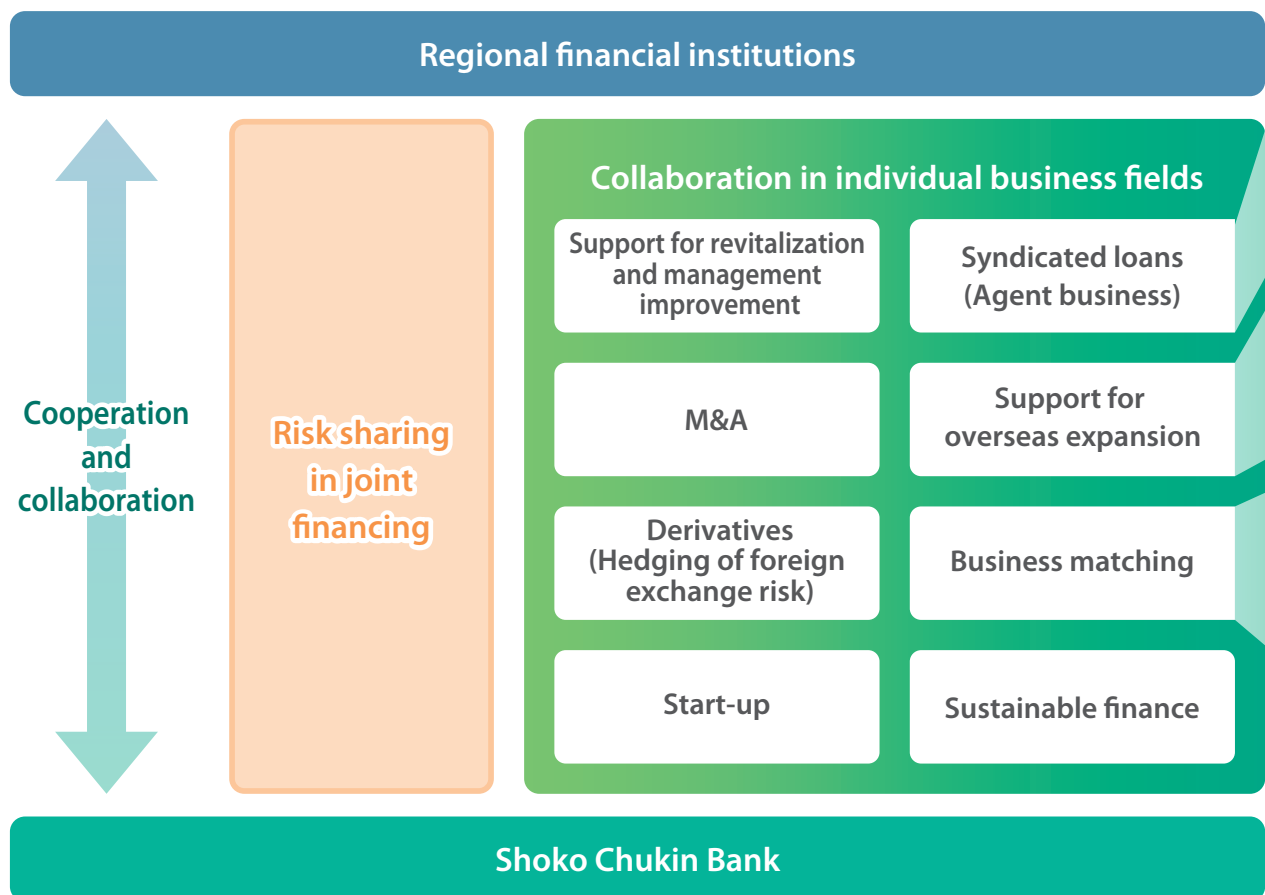 Regional financial institutions
Cooperation
and
collaboration
Risk sharing
in joint
financing
Collaboration in individual business fields
Support for revitalization
and management
improvement
Syndicated loans
(Agent business)
M&A
Support for
overseas expansion
Derivatives
(Hedging of foreign
exchange risk)
Business matching
Start-up
Sustainable finance
Shoko Chukin Bank